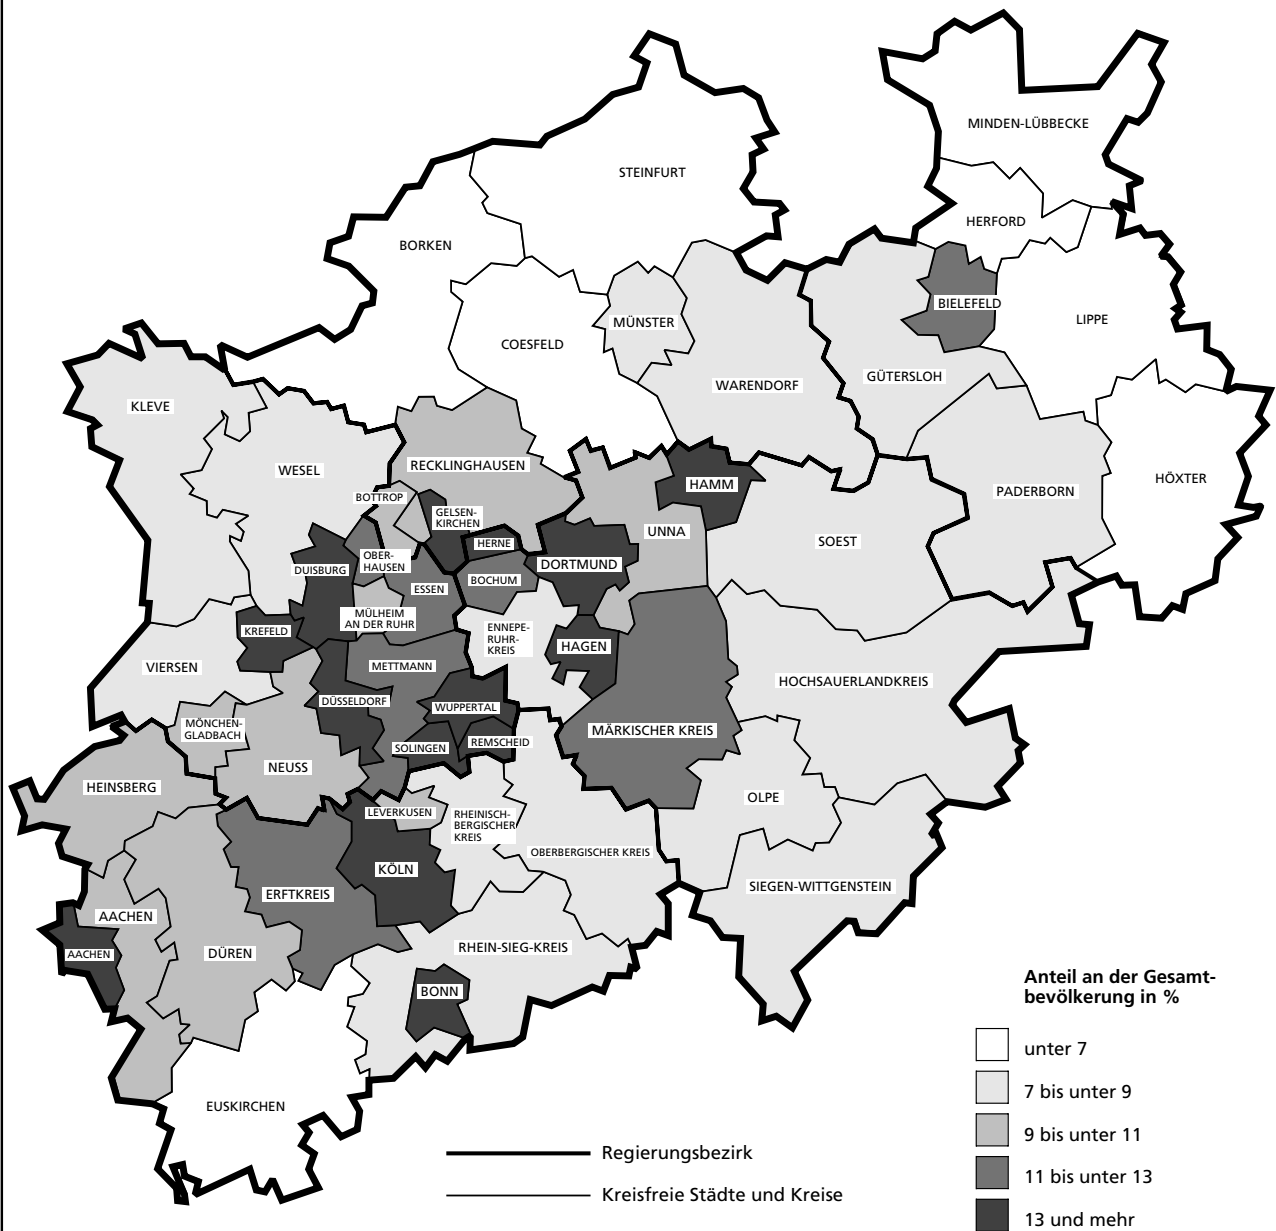 MINDEN-LÜBBECKE
STEINFURT
HERFORD
BORKEN
BIELEFELD
LIPPE
MÜNSTER
COESFELD
GÜTERSLOH
WARENDORF
KLEVE
RECKLINGHAUSEN
WESEL
HÖXTER
HAMM
PADERBORN
BOTTROP
GELSEN-
KIRCHEN
UNNA
SOEST
HERNE
OBER-
HAUSEN
DORTMUND
DUISBURG
BOCHUM
ESSEN
MÜLHEIM
AN DER RUHR
KREFELD
ENNEPE-
RUHR-
KREIS
HAGEN
VIERSEN
METTMANN
HOCHSAUERLANDKREIS
DÜSSELDORF
WUPPERTAL
MÖNCHEN-
GLADBACH
MÄRKISCHER KREIS
SOLINGEN
REMSCHEID
NEUSS
HEINSBERG
OLPE
LEVERKUSEN
RHEINISCH-
BERGISCHER
KREIS
OBERBERGISCHER KREIS
KÖLN
SIEGEN-WITTGENSTEIN
ERFTKREIS
AACHEN
RHEIN-SIEG-KREIS
AACHEN
DÜREN
BONN
EUSKIRCHEN
Anteil an der Gesamt-
bevölkerung in %
unter 7
7 bis unter 9
9 bis unter 11
11 bis unter 13
13 und mehr
Regierungsbezirk
Kreisfreie Städte und Kreise